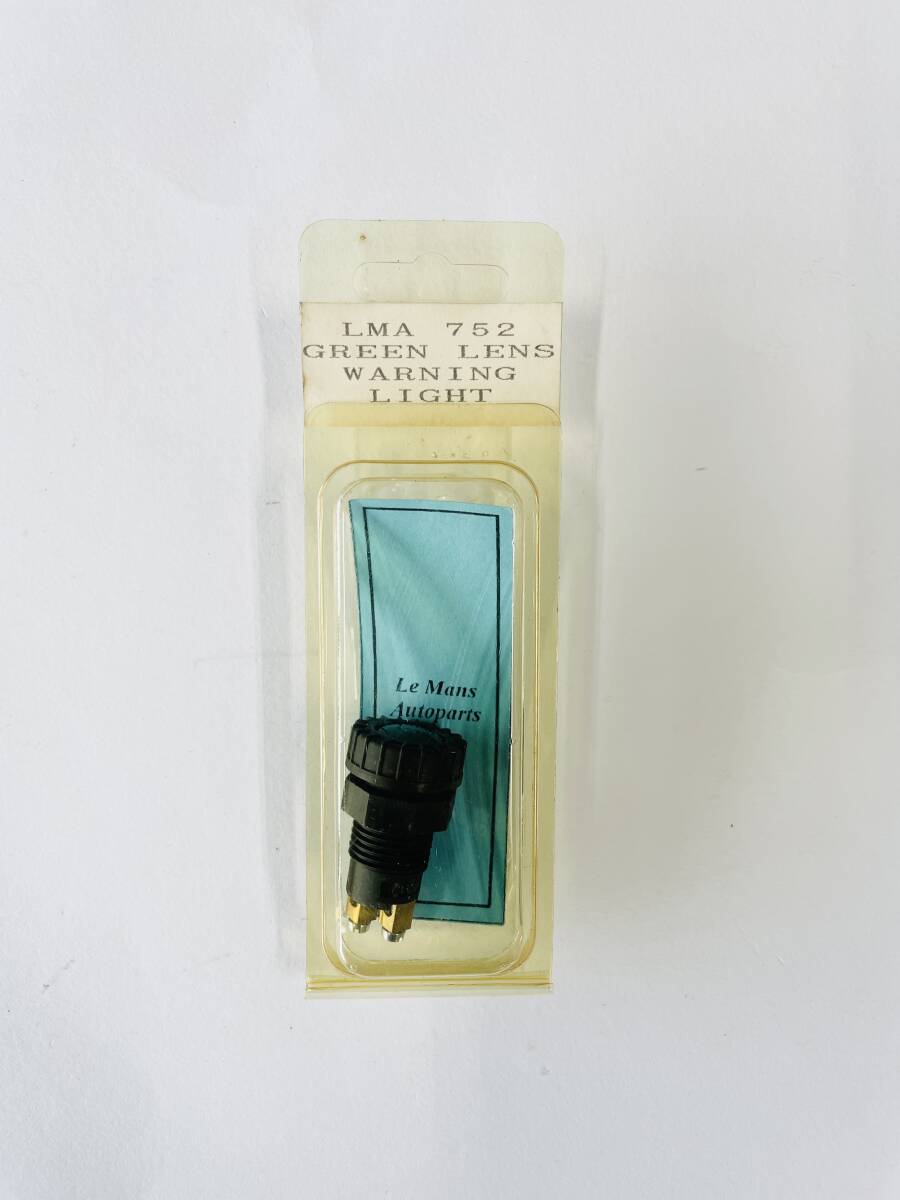 LMA 752
GREEN LENS
WARNING
LIGHT
Le Mans
Autoparts